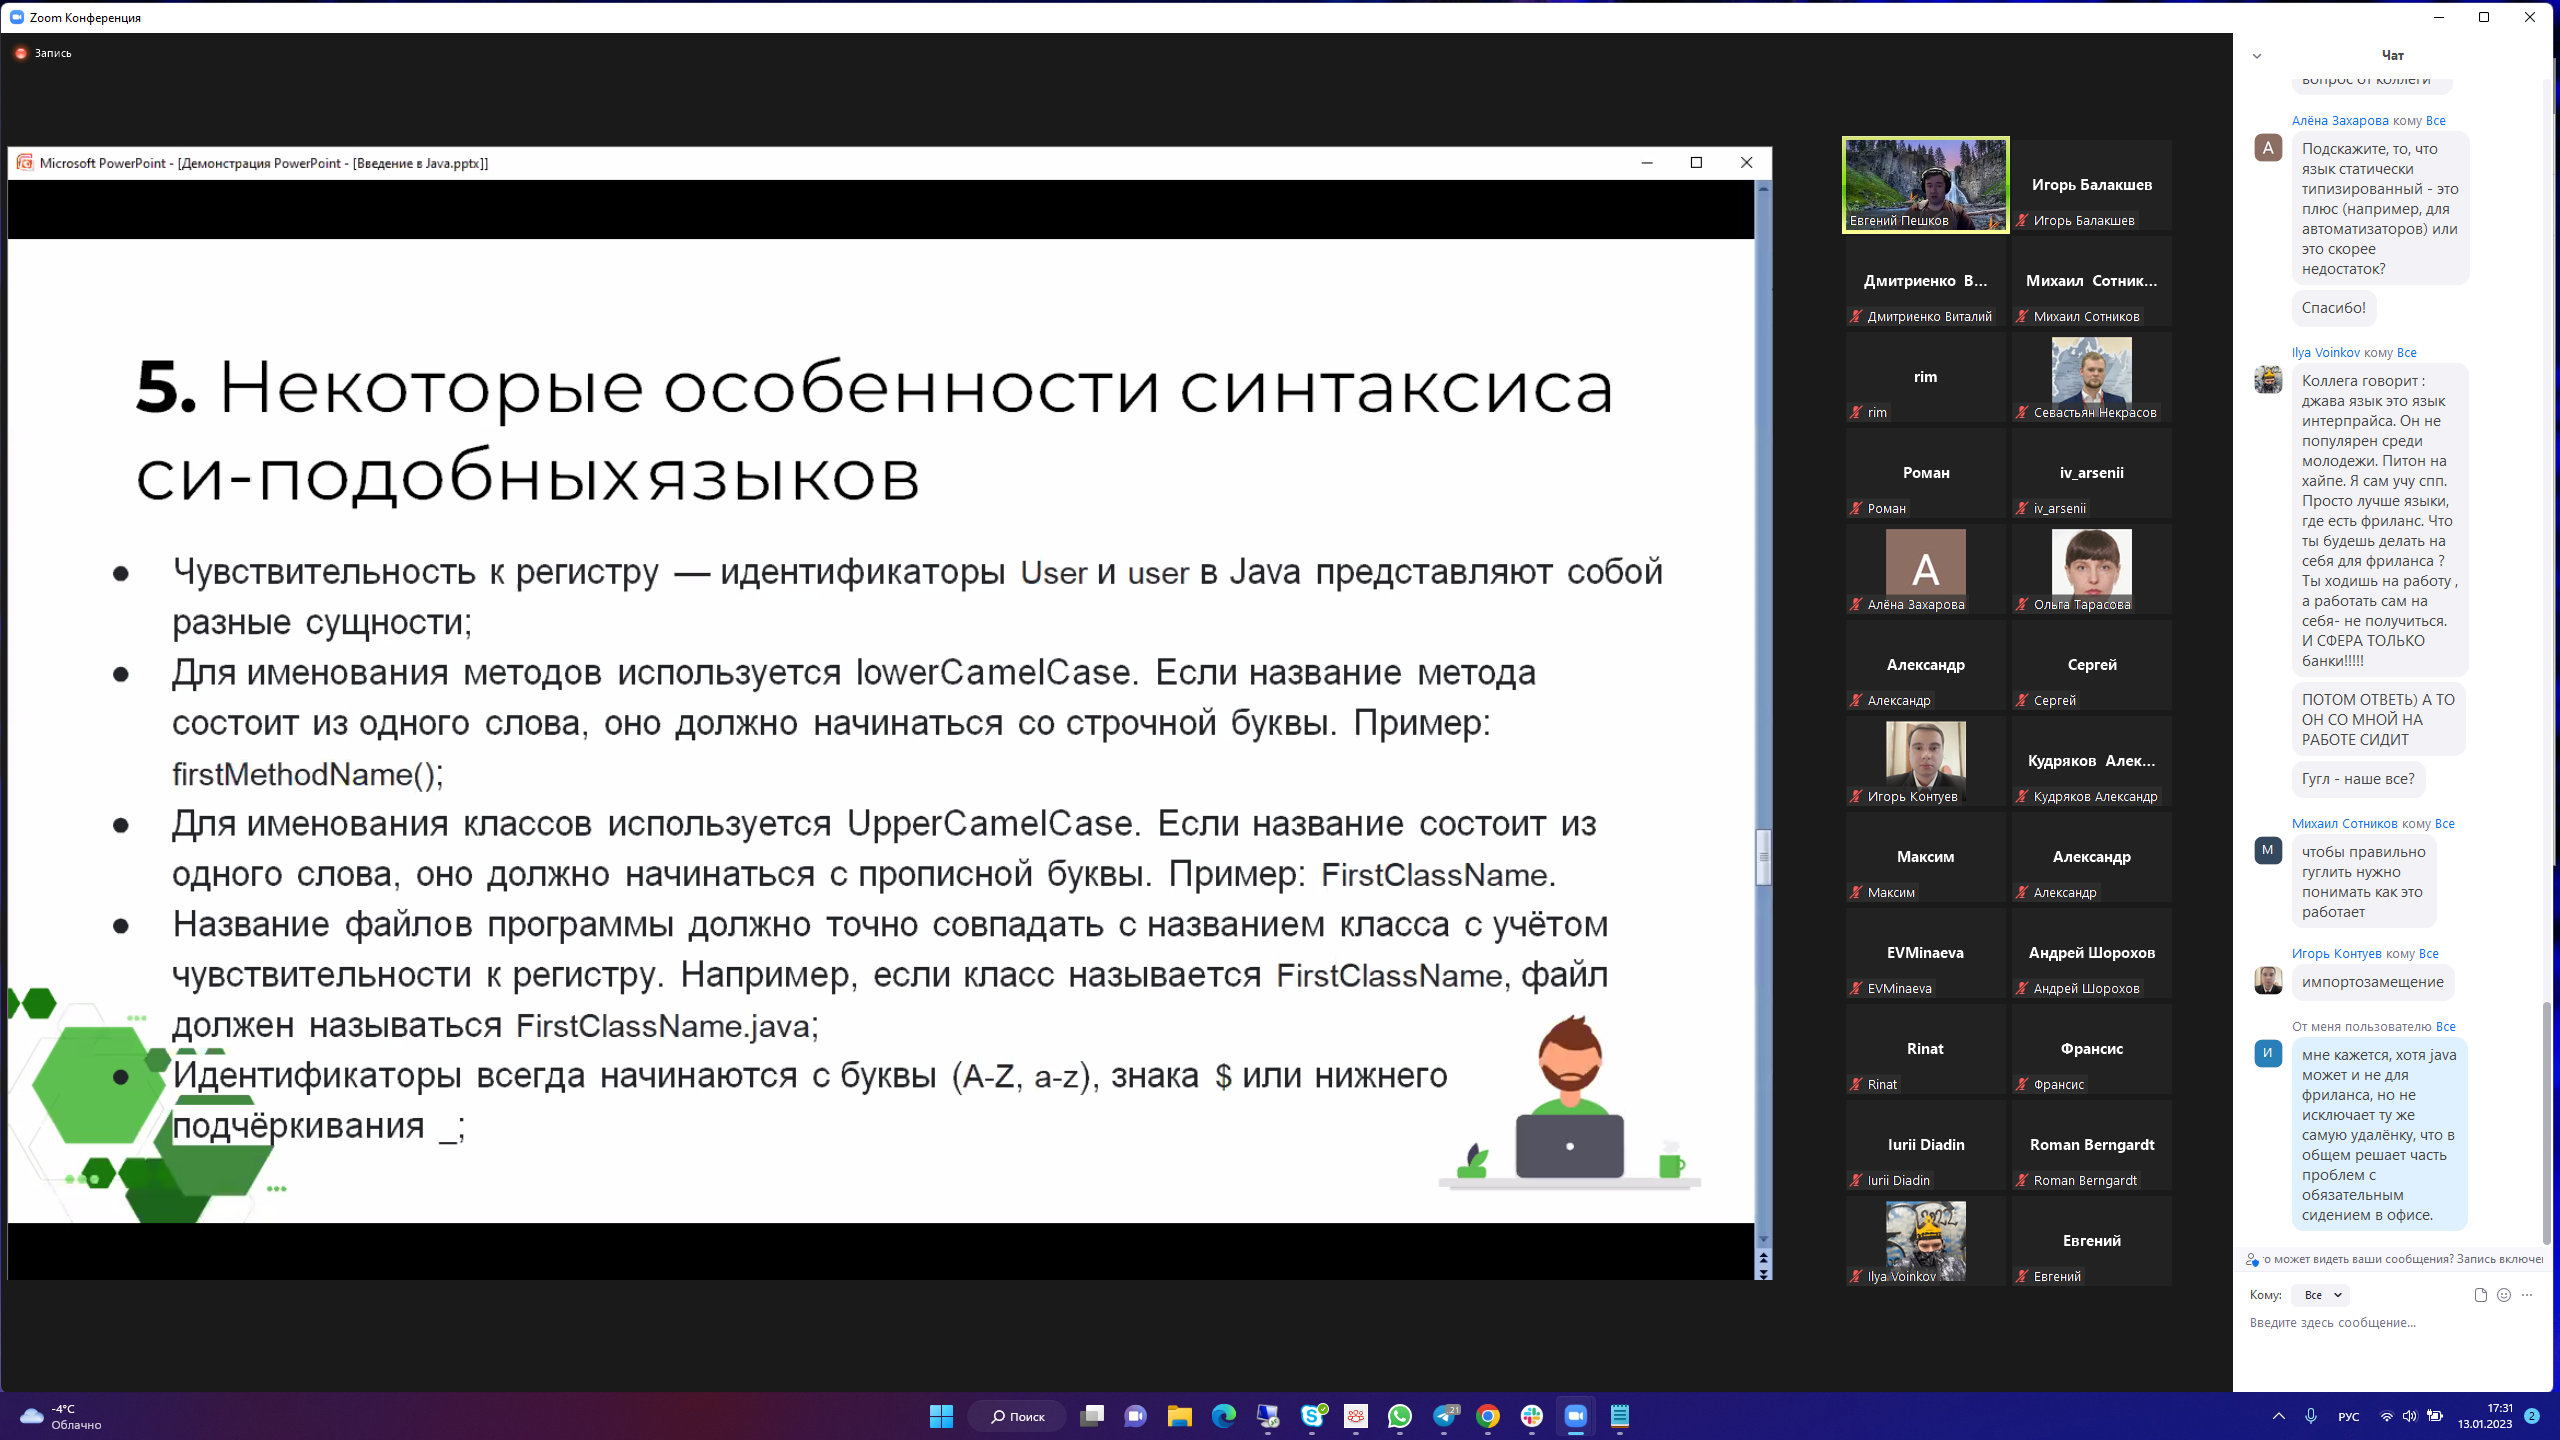 Zoom Конференция
Запись
Microsoft PowerPoint - [Демонстрация PowerPoint - [Введение в Java.pptx]]
5. Некоторые особенности синтаксиса
си-подобных языков
● Чувствительность к регистру — идентификаторы User и user в Java представляют собой
разные сущности;
● Для именования методов используется lowerCamelCase. Если название метода
состоит из одного слова, оно должно начинаться со строчной буквы. Пример:
firstMethodName();
● Для именования классов используется UpperCamelCase. Если название состоит из
одного слова, оно должно начинаться с прописной буквы. Пример: FirstClassName.
● Название файлов программы должно точно совпадать с названием класса с учётом
чувствительности к регистру. Например, если класс называется FirstClassName, файл
должен называться FirstClassName.java;
● Идентификаторы всегда начинаются с буквы (A-Z, a-z), знака $ или нижнего
подчёркивания _;
Евгений Пешков
Игорь Балакшев
Игорь Балакшев
Дмитриенко В...
Дмитриенко Виталий
Михаил Сотник...
Михаил Сотников
rim
rim
Севастьян Некрасов
Роман
Роман
iv_arsenii
iv_arsenii
А
Алёна Захарова
Ольга Тарасова
Александр
Александр
Сергей
Сергей
Игорь Контуев
Кудряков Алек...
Кудряков Александр
Максим
Максим
Александр
Александр
EVMinaeva
EVMinaeva
Андрей Шорохов
Андрей Шорохов
Rinat
Rinat
Франсис
Франсис
Iurii Diadin
Iurii Diadin
Roman Berngardt
Roman Berngardt
Ilya Voinkov
Евгений
Евгений
Чат
вопрос от коллеги
Алёна Захарова кому Все
А
Подскажите, то, что
язык статически
типизированный - это
плюс (например, для
автоматизаторов) или
это скорее
недостаток?
Спасибо!
Ilya Voinkov кому Все
Коллега говорит :
джава язык это язык
интерпрайса. Он не
популярен среди
молодежи. Питон на
хайпе. Я сам учу спп.
Просто лучше языки,
где есть фриланс. Что
ты будешь делать на
себя для фриланса ?
Ты ходишь на работу ,
а работать сам на
себя- не получиться.
И СФЕРА ТОЛЬКО
банки!!!!!
ПОТОМ ОТВЕТЬ) А ТО
ОН СО МНОЙ НА
РАБОТЕ СИДИТ
Гугл - наше все?
Михаил Сотников кому Все
М
чтобы правильно
гуглить нужно
понимать как это
работает
Игорь Контуев кому Все
импортозамещение
От меня пользователю Все
И
мне кажется, хотя java
может и не для
фриланса, но не
исключает ту же
самую удалёнку, что в
общем решает часть
проблем с
обязательным
сидением в офисе.
то может видеть ваши сообщения? Запись включен
Кому: Все
Введите здесь сообщение...
-4°C
Облачно
Поиск
21
РУС
17:31
13.01.2023
2